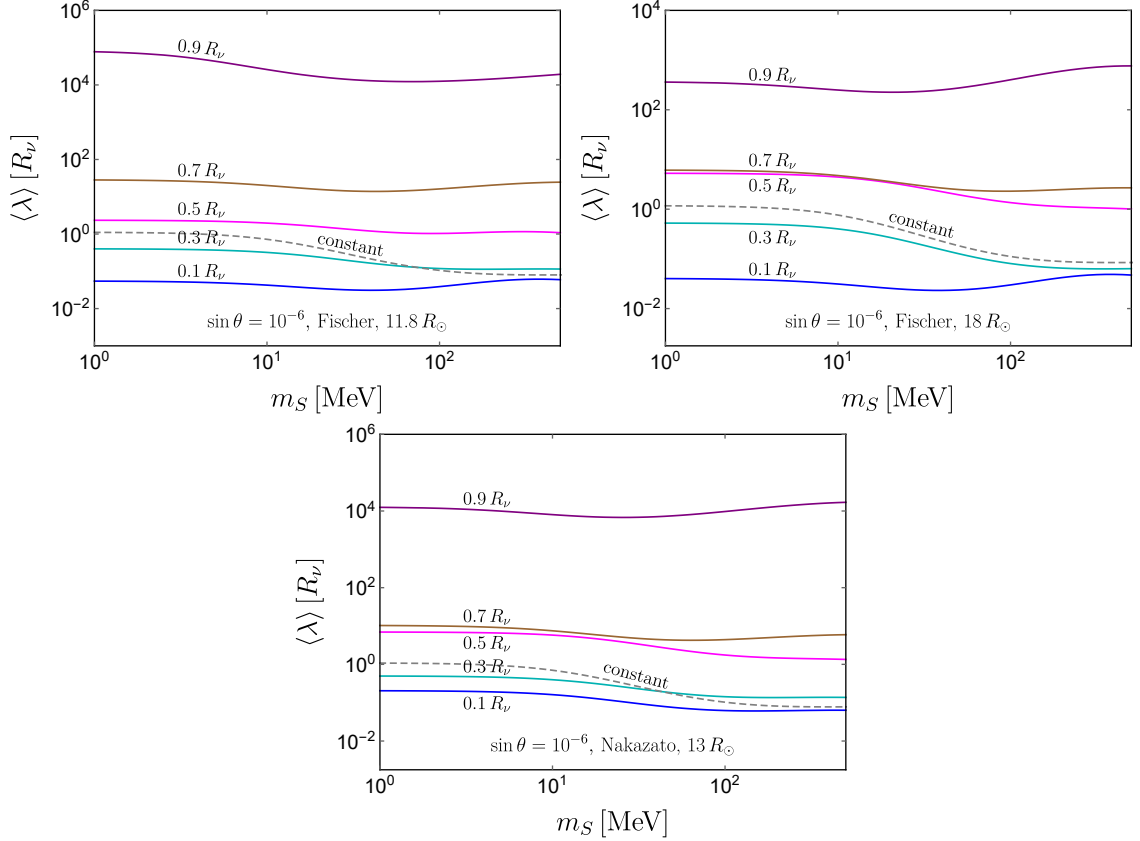 10^6
10^4
10^2
10^0
10^-2
⟨λ⟩ [R_ν]
0.9 R_ν
0.7 R_ν
0.5 R_ν
0.3 R_ν
constant
0.1 R_ν
sin θ = 10^-6, Fischer, 11.8 R_⊙
10^0
10^1
10^2
m_S [MeV]
10^4
10^2
10^0
10^-2
⟨λ⟩ [R_ν]
0.9 R_ν
0.7 R_ν
0.5 R_ν
constant
0.3 R_ν
0.1 R_ν
sin θ = 10^-6, Fischer, 18 R_⊙
10^0
10^1
10^2
m_S [MeV]
10^6
10^4
10^2
10^0
10^-2
⟨λ⟩ [R_ν]
0.9 R_ν
0.7 R_ν
0.5 R_ν
0.3 R_ν
constant
0.1 R_ν
sin θ = 10^-6, Nakazato, 13 R_⊙
10^0
10^1
10^2
m_S [MeV]